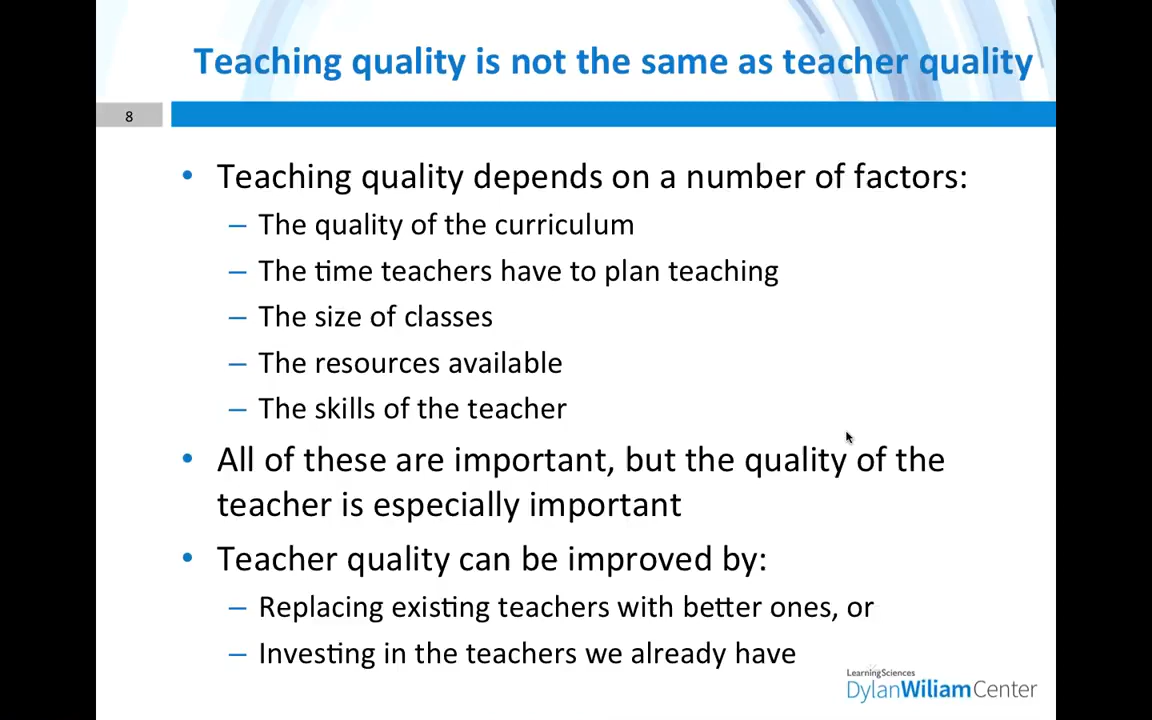 Teaching quality is not the same as teacher quality
8
• Teaching quality depends on a number of factors:
– The quality of the curriculum
– The time teachers have to plan teaching
– The size of classes
– The resources available
– The skills of the teacher
• All of these are important, but the quality of the
teacher is especially important
• Teacher quality can be improved by:
– Replacing existing teachers with better ones, or
– Investing in the teachers we already have
LearningSciences
DylanWiliamCenter